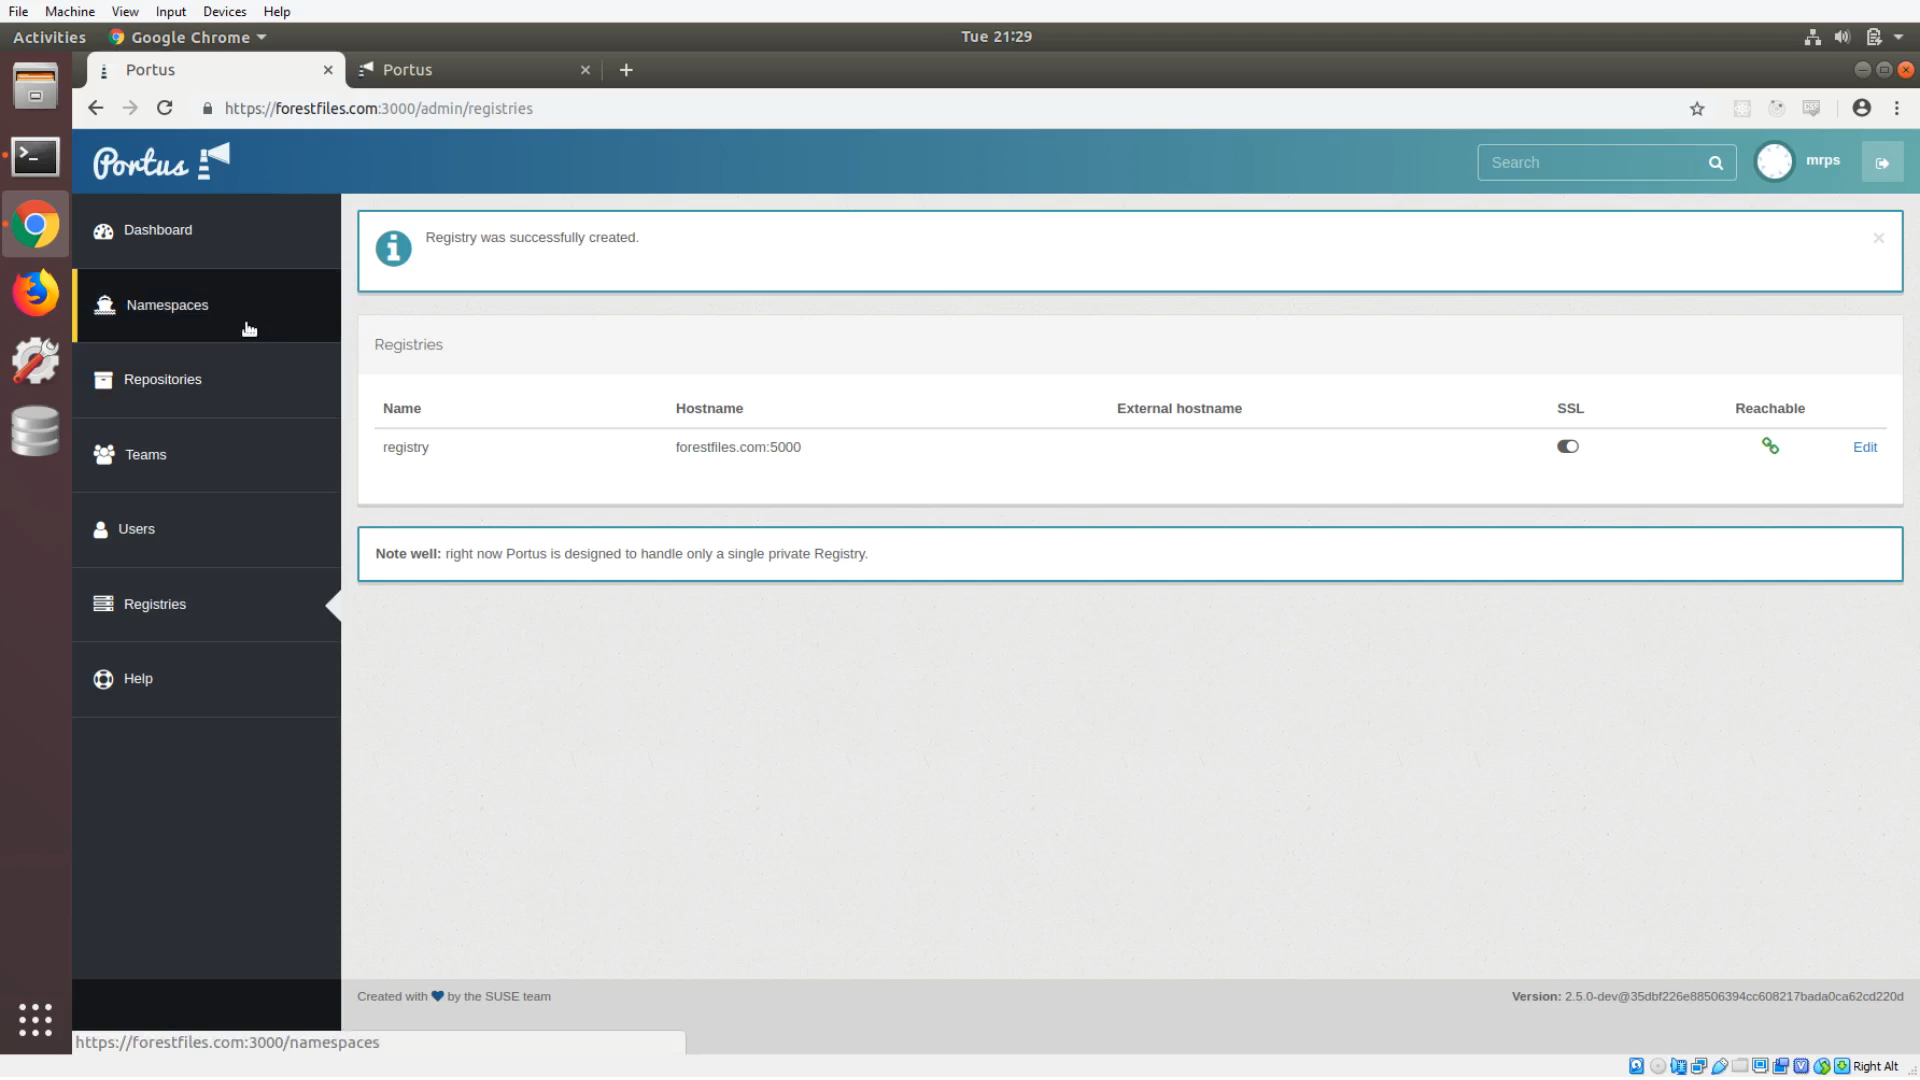 File Machine View Input Devices Help
Activities Google Chrome Tue 21:29
Portus Portus
https://forestfiles.com:3000/admin/registries
Portus Search mrps
Dashboard
Namespaces
Repositories
Teams
Users
Registries
Help
Registry was successfully created.
Registries
Name Hostname External hostname SSL Reachable
registry forestfiles.com:5000 Edit
Note well: right now Portus is designed to handle only a single private Registry.
Created with by the SUSE team Version: 2.5.0-dev@35dbf226e88506394cc608217bada0ca62cd220d
https://forestfiles.com:3000/namespaces
Right Alt